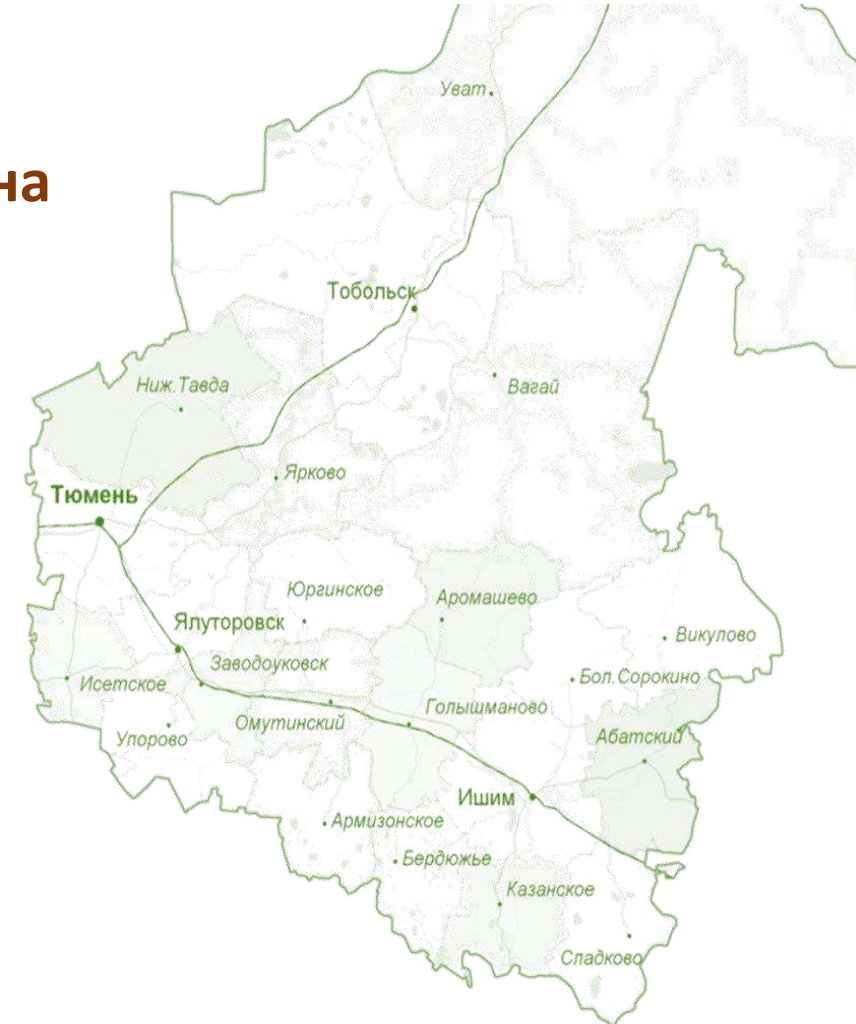 Уват
на
Тобольск
Ниж.Тавда
Вагай
Ярково
Тюмень
Юргинское
Аромашево
Ялуторовск
Викулово
Заводоуковск
Исетское
Бол.Сорокино
Голышманово
Омутинский
Упорово
Абатский
Ишим
Армизонское
Бердюжье
Казанское
Сладково